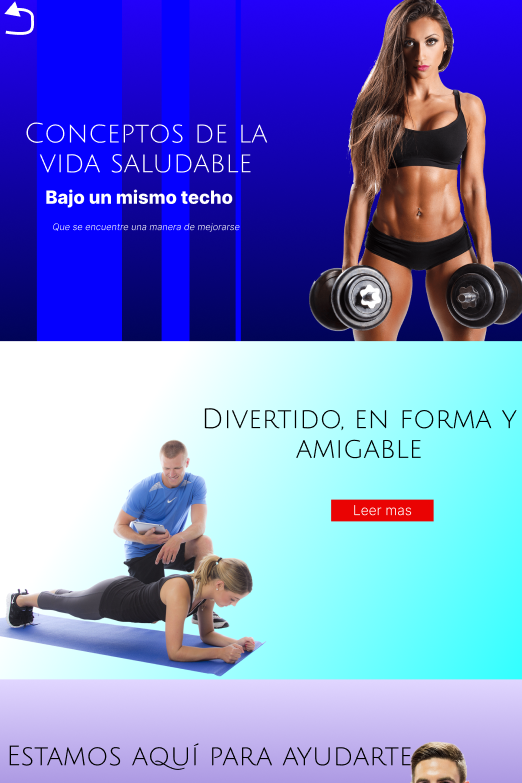 Conceptos de la
vida saludable
Bajo un mismo techo
Que se encuentre una manera de mejorarse
Divertido, en forma y
amigable
Leer mas
Estamos aquí para ayudarte